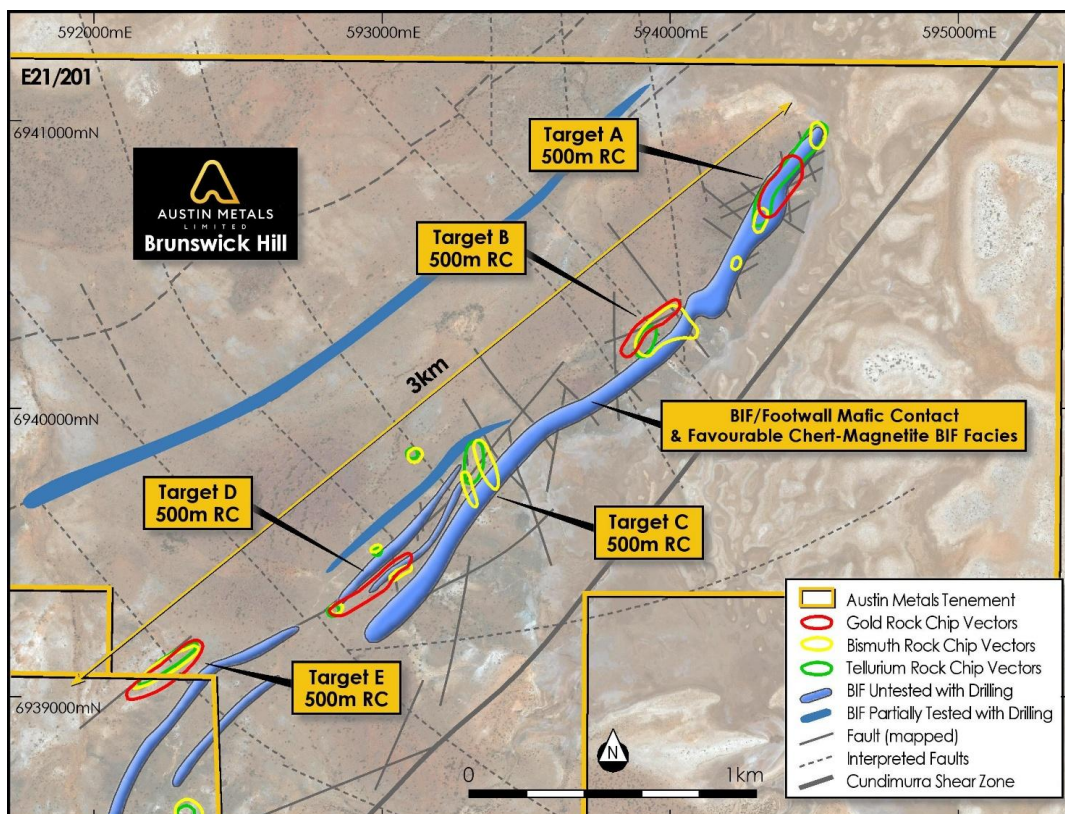 592000mE
593000mE
594000mE
595000mE
E21/201
6941000mN
Target A
500m RC
AUSTIN METALS
LIMITED
Brunswick Hill
Target B
500m RC
3km
6940000mN
BIF/Footwall Mafic Contact
& Favourable Chert-Magnetite BIF Facies
Target D
500m RC
Target C
500m RC
Target E
500m RC
6939000mN
N
0
1km
Austin Metals Tenement
Gold Rock Chip Vectors
Bismuth Rock Chip Vectors
Tellurium Rock Chip Vectors
BIF Untested with Drilling
BIF Partially Tested with Drilling
Fault (mapped)
Interpreted Faults
Cundimurra Shear Zone